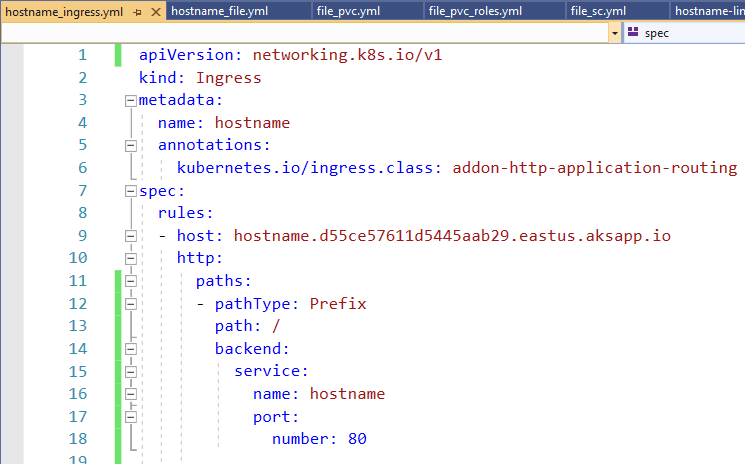 hostname_ingress.yml hostname_file.yml file_pvc.yml file_pvc_roles.yml file_sc.yml hostname-lin
spec
1 apiVersion: networking.k8s.io/v1
2 kind: Ingress
3 metadata:
4 name: hostname
5 annotations:
6 kubernetes.io/ingress.class: addon-http-application-routing
7 spec:
8 rules:
9 - host: hostname.d55ce57611d5445aab29.eastus.aksapp.io
10 http:
11 paths:
12 - pathType: Prefix
13 path: /
14 backend:
15 service:
16 name: hostname
17 port:
18 number: 80
19